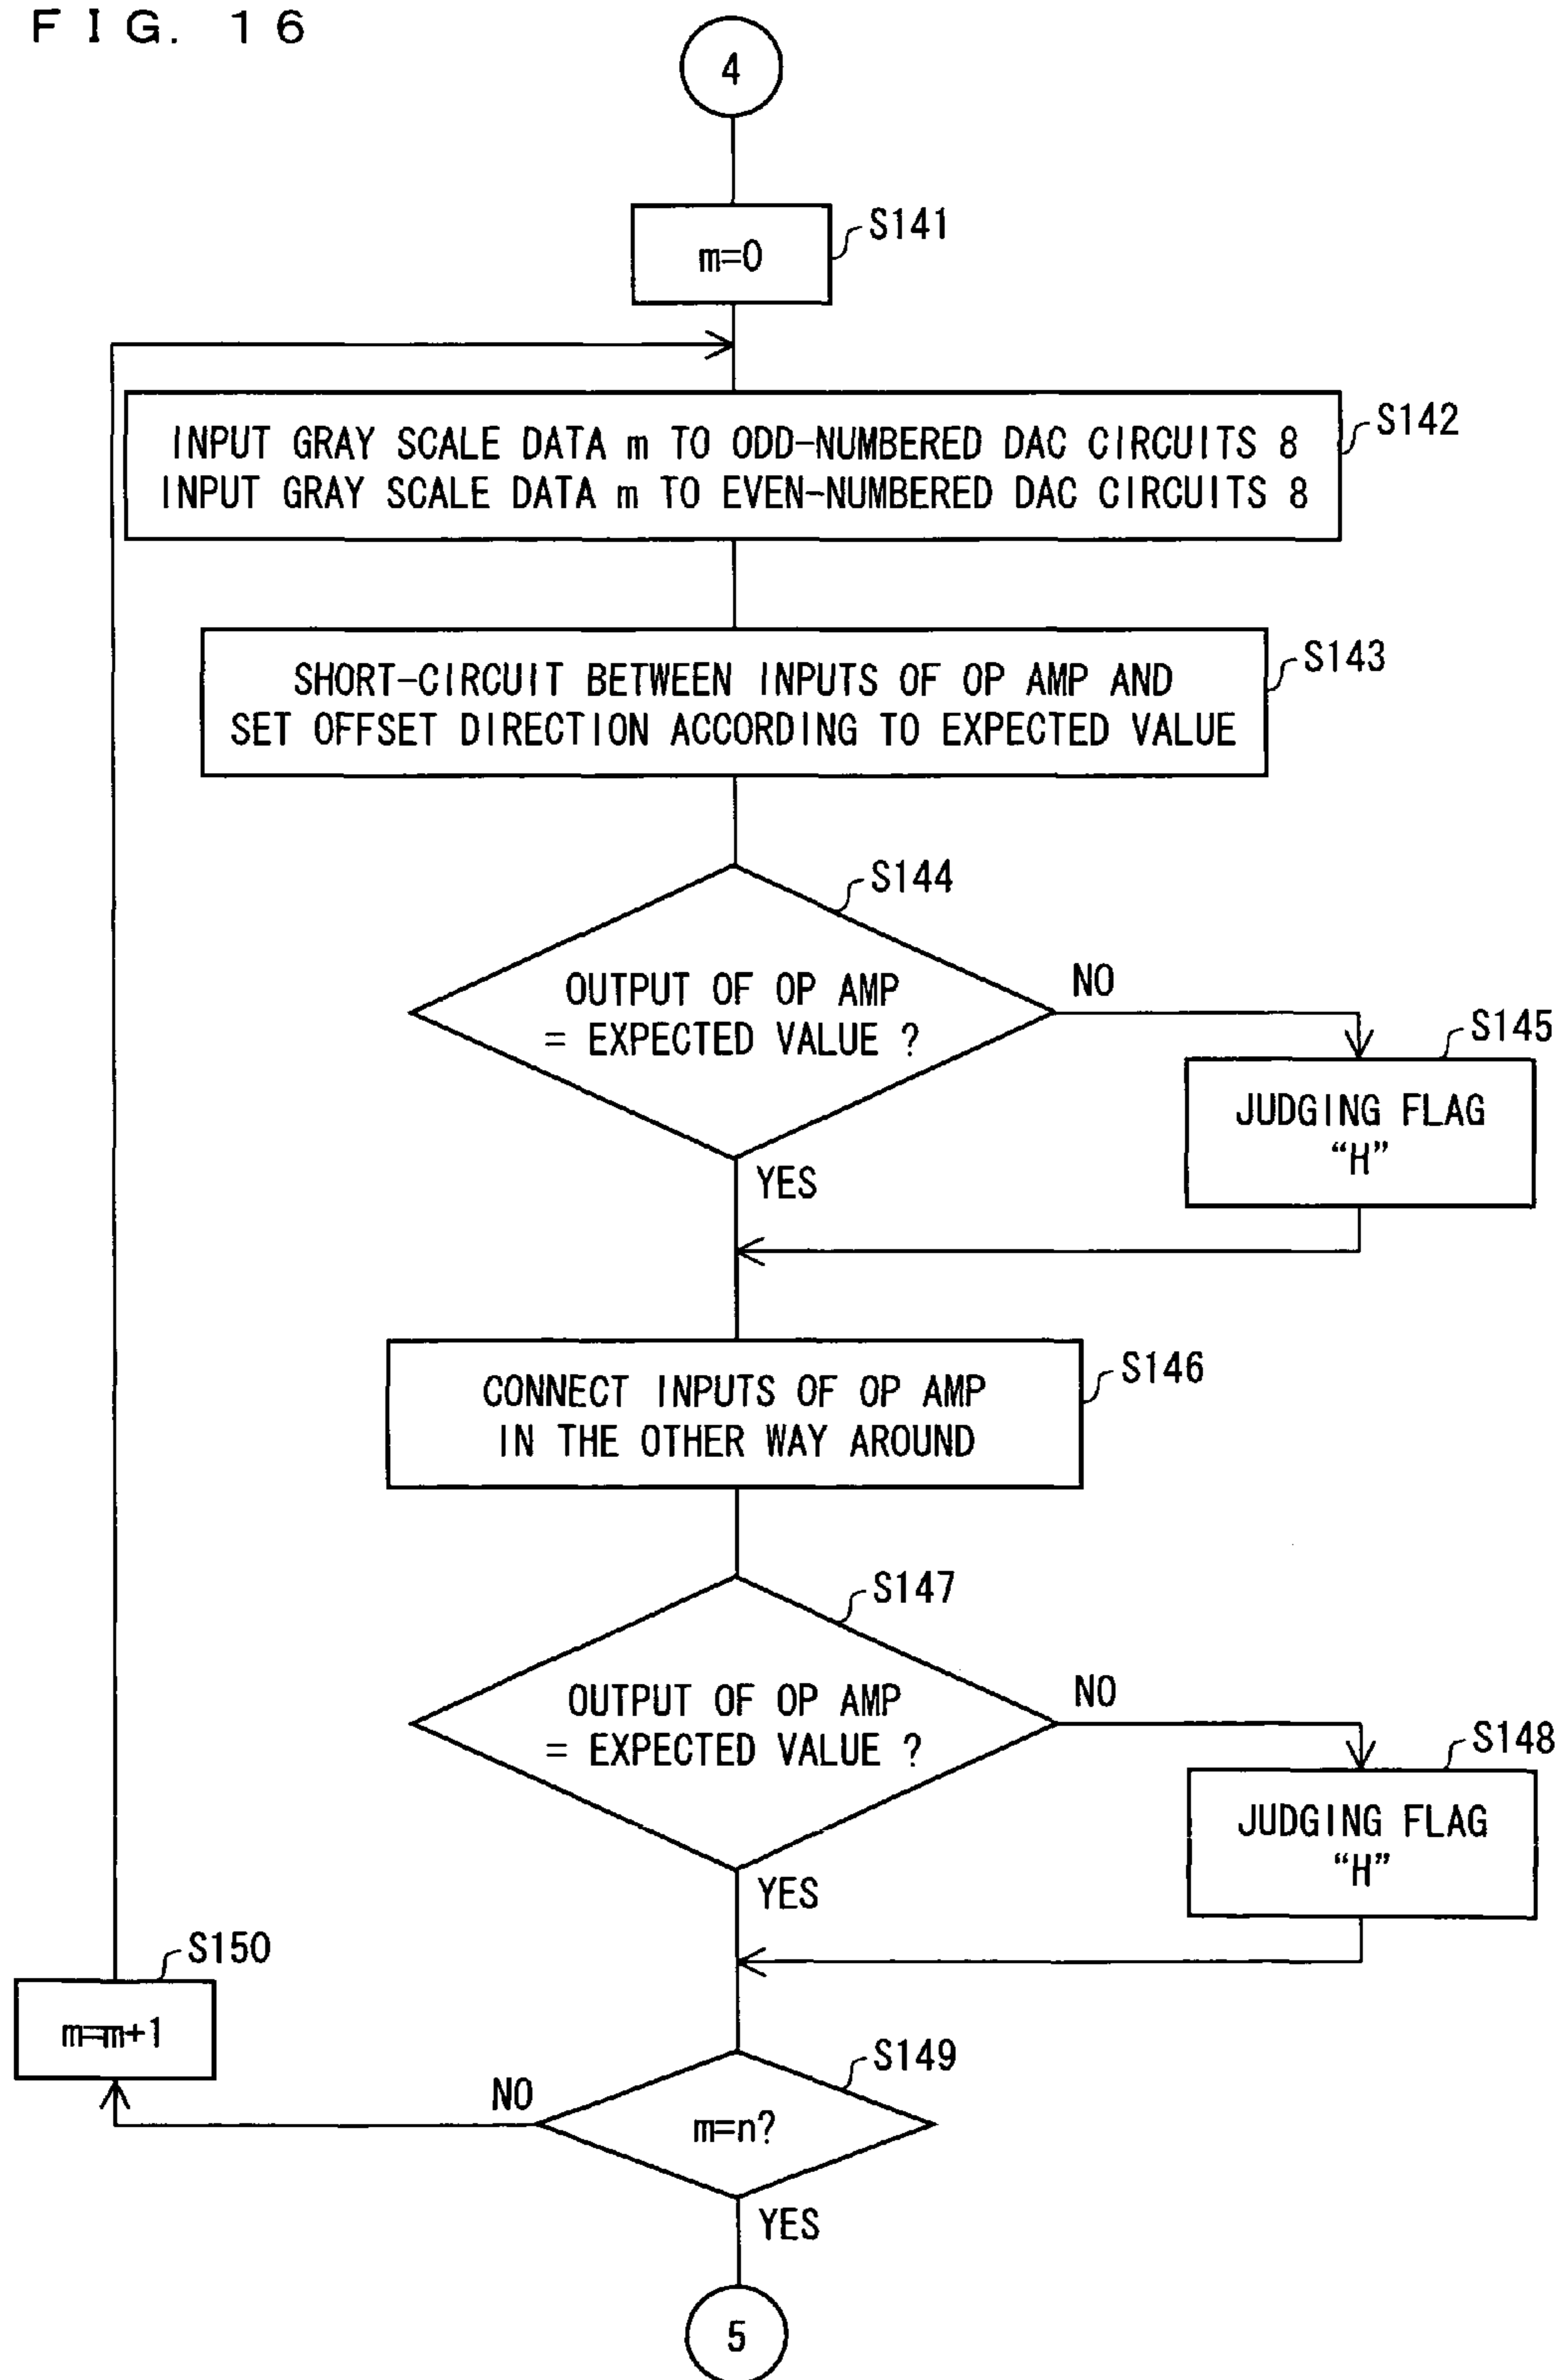 FIG. 16
4
S141
m=0
S142
INPUT GRAY SCALE DATA m TO ODD-NUMBERED DAC CIRCUITS 8
INPUT GRAY SCALE DATA m TO EVEN-NUMBERED DAC CIRCUITS 8
S143
SHORT-CIRCUIT BETWEEN INPUTS OF OP AMP AND
SET OFFSET DIRECTION ACCORDING TO EXPECTED VALUE
S144
OUTPUT OF OP AMP
= EXPECTED VALUE ?
NO
S145
JUDGING FLAG
“H”
YES
S146
CONNECT INPUTS OF OP AMP
IN THE OTHER WAY AROUND
S147
OUTPUT OF OP AMP
= EXPECTED VALUE ?
NO
S148
JUDGING FLAG
“H”
YES
S150
m=m+1
S149
NO
m=n?
YES
5